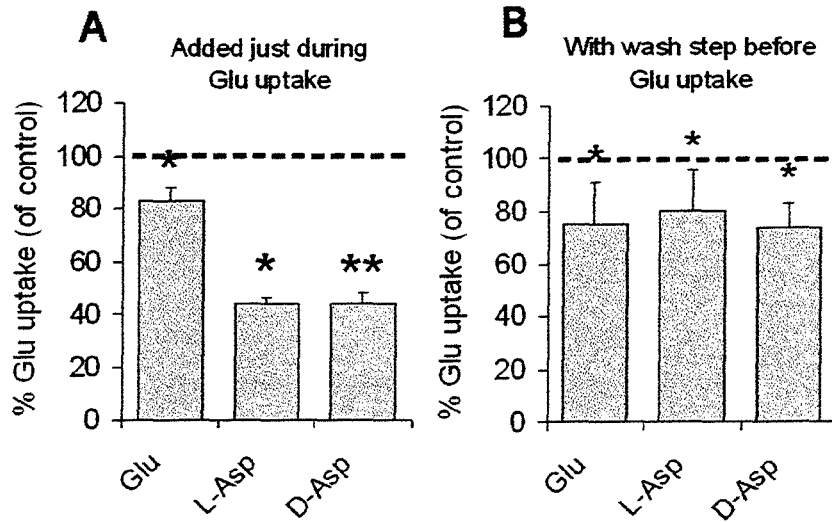 A
Added just during
Glu uptake
% Glu uptake (of control)
120
100
80
60
40
20
0
*
*
**
Glu
L-Asp
D-Asp
B
With wash step before
Glu uptake
% Glu uptake (of control)
120
100
80
60
40
20
0
*
*
*
Glu
L-Asp
D-Asp